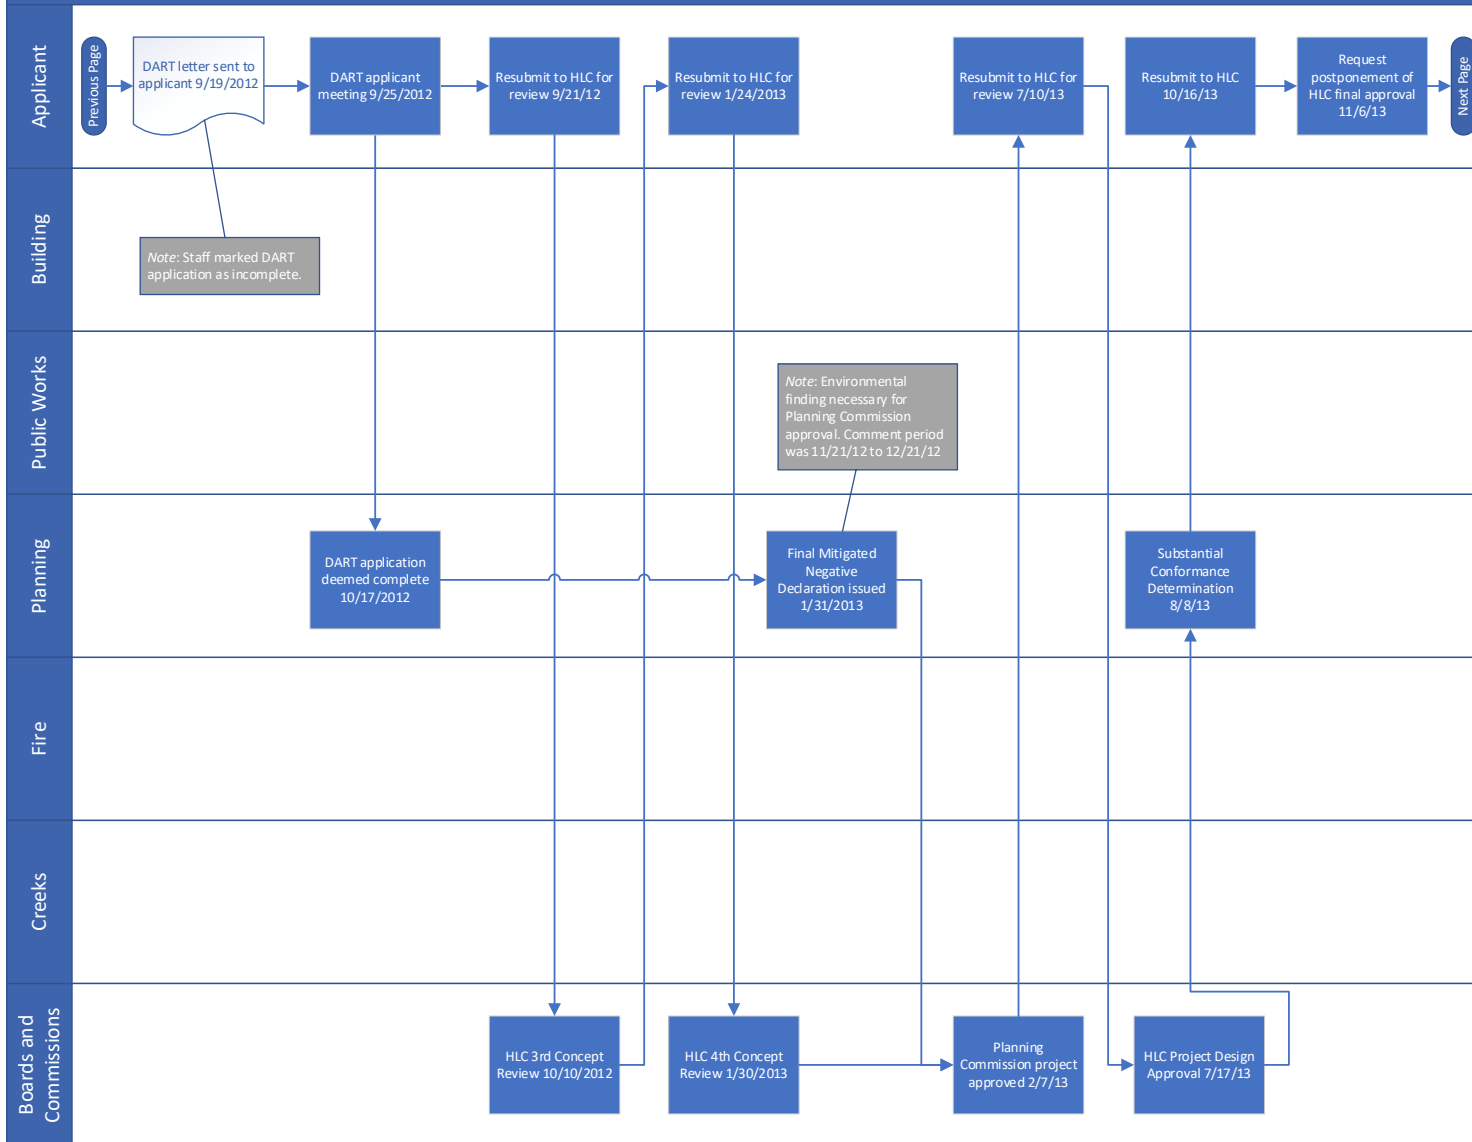 Applicant
Previous Page
DART letter sent to
applicant 9/19/2012
DART applicant
meeting 9/25/2012
Resubmit to HLC for
review 9/21/12
Resubmit to HLC for
review 1/24/2013
Resubmit to HLC for
review 7/10/13
Resubmit to HLC
10/16/13
Request
postponement of
HLC final approval
11/6/13
Next Page
Building
Note: Staff marked DART
application as incomplete.
Public Works
Note: Environmental
finding necessary for
Planning Commission
approval. Comment period
was 11/21/12 to 12/21/12
Planning
DART application
deemed complete
10/17/2012
Final Mitigated
Negative
Declaration issued
1/31/2013
Substantial
Conformance
Determination
8/8/13
Fire
Creeks
Boards and
Commissions
HLC 3rd Concept
Review 10/10/2012
HLC 4th Concept
Review 1/30/2013
Planning
Commission project
approved 2/7/13
HLC Project Design
Approval 7/17/13